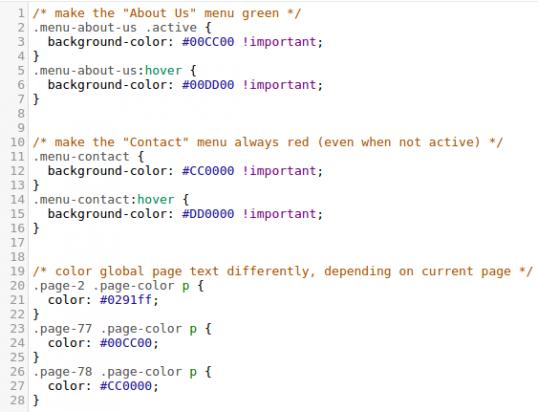 1 /* make the "About Us" menu green */
2 .menu-about-us .active {
3   background-color: #00CC00 !important;
4 }
5 .menu-about-us:hover {
6   background-color: #00DD00 !important;
7 }
8
9
10 /* make the "Contact" menu always red (even when not active) */
11 .menu-contact {
12   background-color: #CC0000 !important;
13 }
14 .menu-contact:hover {
15   background-color: #DD0000 !important;
16 }
17
18
19 /* color global page text differently, depending on current page */
20 .page-2 .page-color p {
21   color: #0291ff;
22 }
23 .page-77 .page-color p {
24   color: #00CC00;
25 }
26 .page-78 .page-color p {
27   color: #CC0000;
28 }